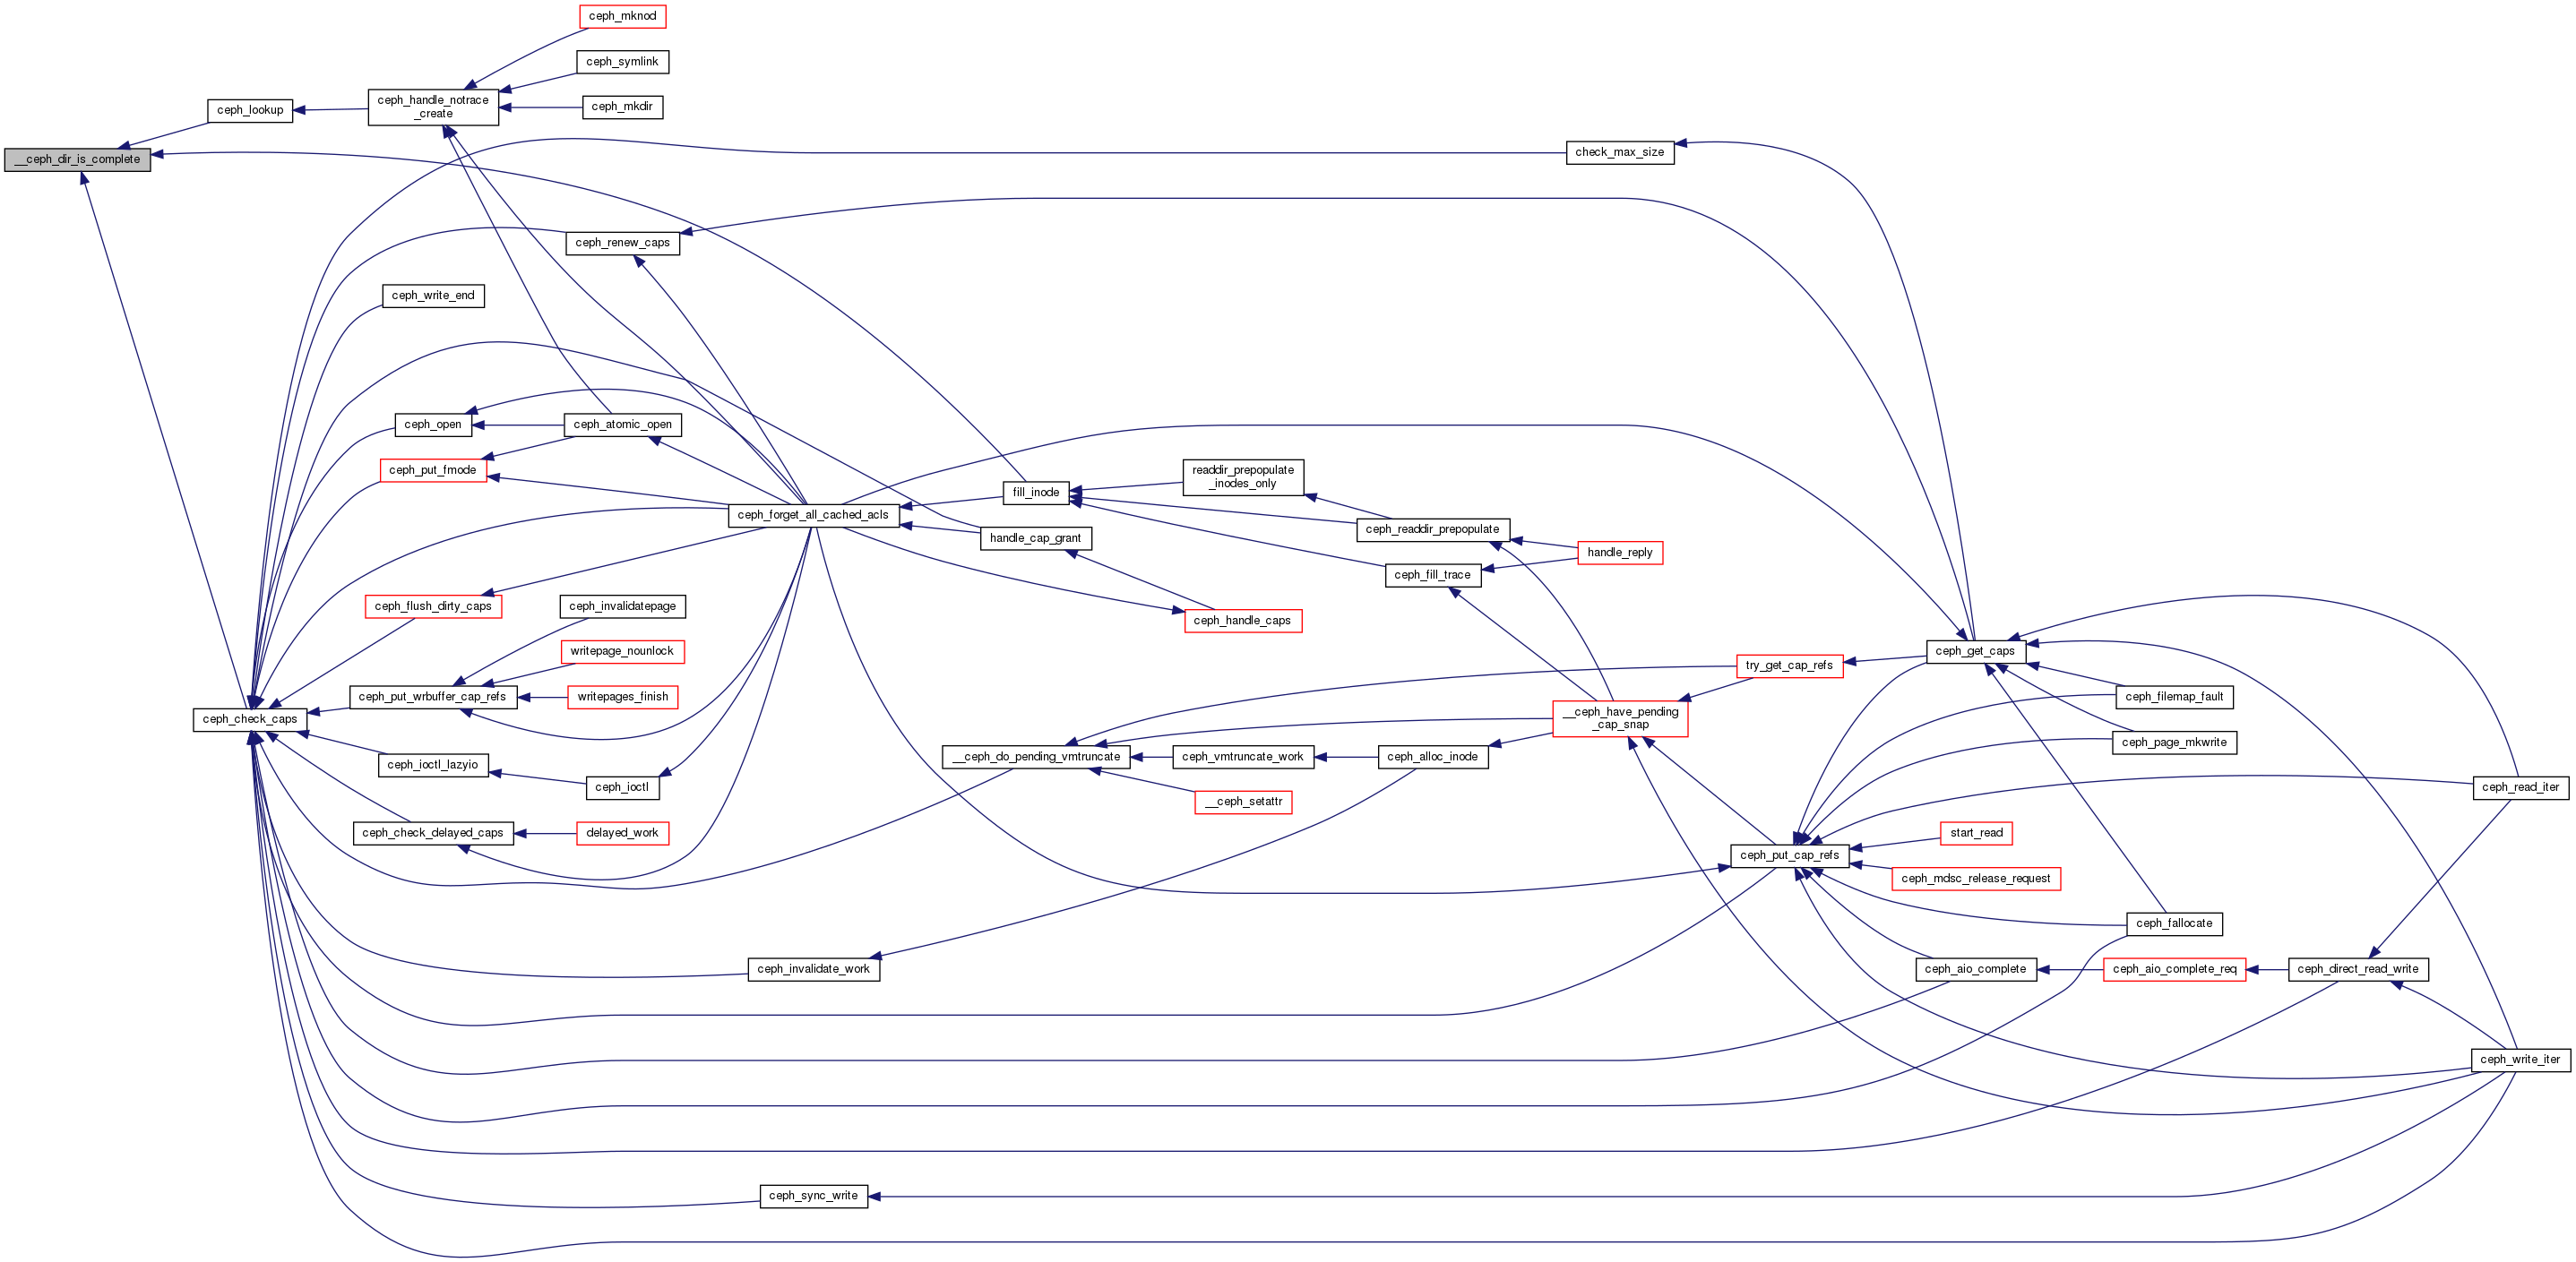 ceph_mknod
ceph_symlink
ceph_handle_notrace
_create
ceph_mkdir
ceph_lookup
__ceph_dir_is_complete
check_max_size
ceph_renew_caps
ceph_write_end
ceph_open
ceph_atomic_open
ceph_put_fmode
readdir_prepopulate
_inodes_only
fill_inode
ceph_forget_all_cached_acls
ceph_readdir_prepopulate
handle_cap_grant
handle_reply
ceph_fill_trace
ceph_flush_dirty_caps
ceph_invalidatepage
ceph_handle_caps
writepage_nounlock
ceph_get_caps
try_get_cap_refs
ceph_put_wrbuffer_cap_refs
writepages_finish
ceph_filemap_fault
ceph_check_caps
__ceph_have_pending
_cap_snap
ceph_page_mkwrite
ceph_ioctl_lazyio
__ceph_do_pending_vmtruncate
ceph_vmtruncate_work
ceph_alloc_inode
ceph_ioctl
ceph_read_iter
__ceph_setattr
ceph_check_delayed_caps
delayed_work
start_read
ceph_put_cap_refs
ceph_mdsc_release_request
ceph_fallocate
ceph_invalidate_work
ceph_aio_complete
ceph_aio_complete_req
ceph_direct_read_write
ceph_write_iter
ceph_sync_write